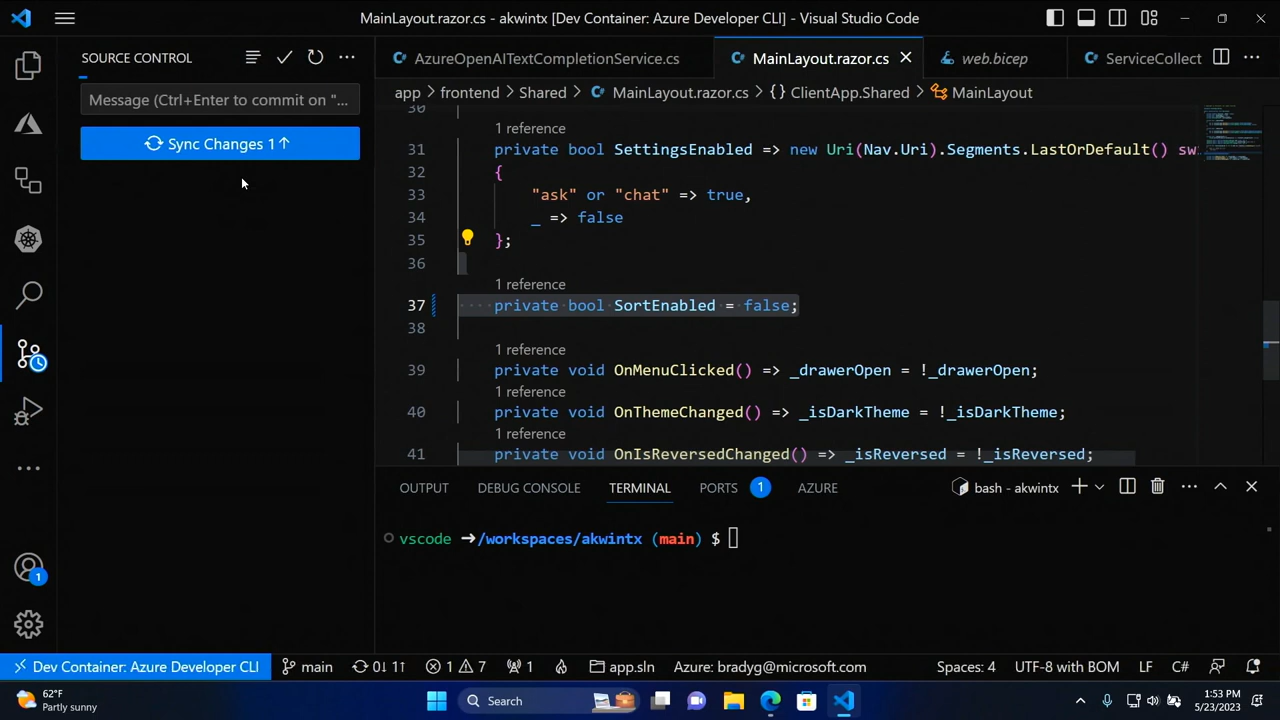 MainLayout.razor.cs - akwintx [Dev Container: Azure Developer CLI] - Visual Studio Code
SOURCE CONTROL
Message (Ctrl+Enter to commit on "...
Sync Changes 1↑
1
AzureOpenAITextCompletionService.cs
MainLayout.razor.cs
web.bicep
ServiceCollect
app > frontend > Shared > MainLayout.razor.cs > {} ClientApp.Shared > MainLayout
30
1 reference
31 private bool SettingsEnabled => new Uri(Nav.Uri).Segments.LastOrDefault() sw
32 {
33 "ask" or "chat" => true,
34 _ => false
35 };
36
1 reference
37 private bool SortEnabled = false;
38
1 reference
39 private void OnMenuClicked() => _drawerOpen = !_drawerOpen;
1 reference
40 private void OnThemeChanged() => _isDarkTheme = !_isDarkTheme;
1 reference
41 private void OnIsReversedChanged() => _isReversed = !_isReversed;
OUTPUT DEBUG CONSOLE TERMINAL PORTS 1 AZURE bash - akwintx
vscode ➜/workspaces/akwintx (main) $
Dev Container: Azure Developer CLI main 0↓ 1↑ 1 7 1 app.sln Azure: bradyg@microsoft.com Spaces: 4 UTF-8 with BOM LF C#
62°F
Partly sunny
Search
1:53 PM
5/23/2023